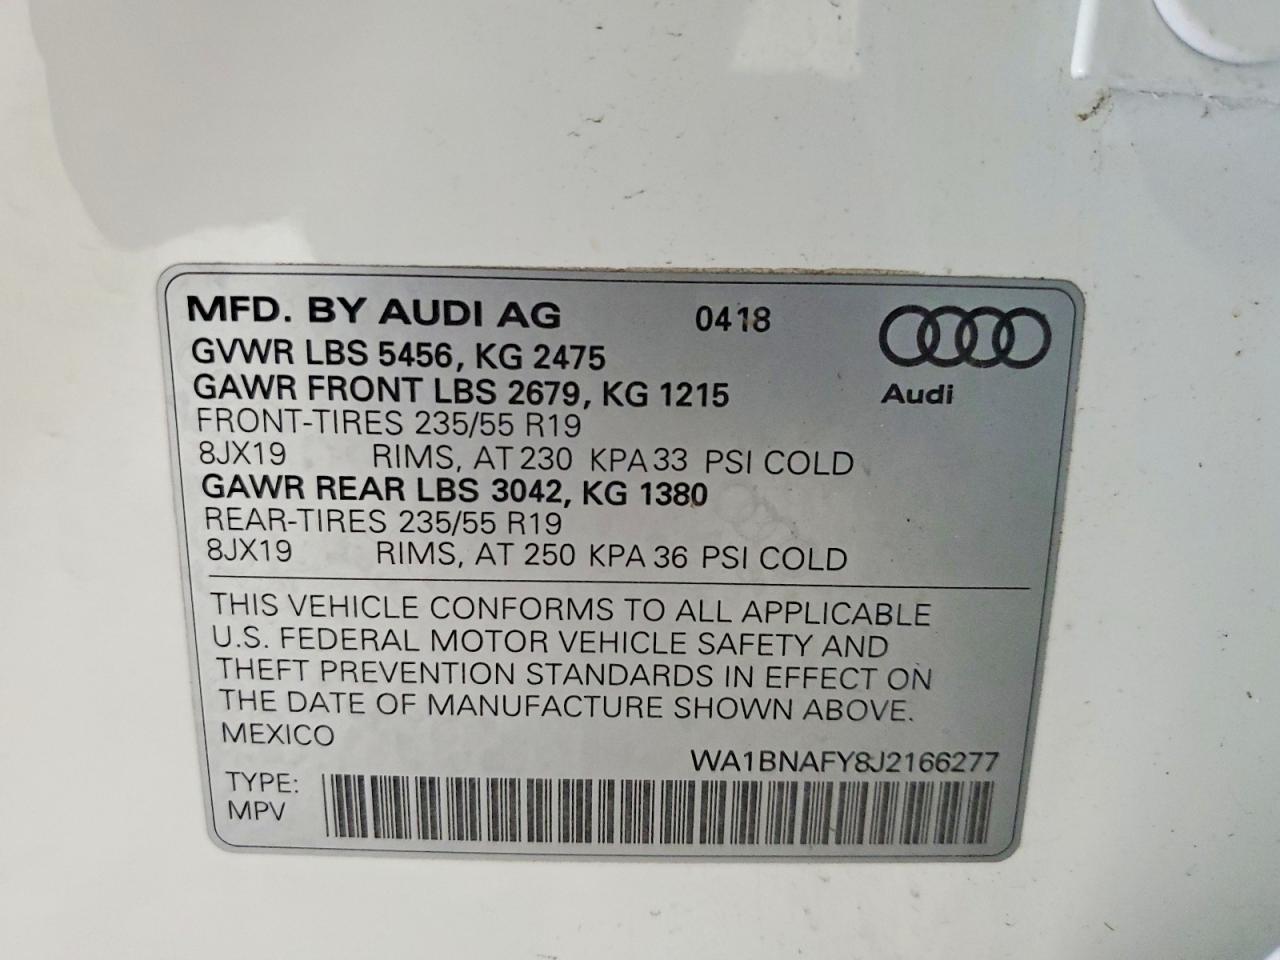 MFD. BY AUDI AG 0418
GVWR LBS 5456, KG 2475
GAWR FRONT LBS 2679, KG 1215
Audi
FRONT-TIRES 235/55 R19
8JX19 RIMS, AT 230 KPA 33 PSI COLD
GAWR REAR LBS 3042, KG 1380
REAR-TIRES 235/55 R19
8JX19 RIMS, AT 250 KPA 36 PSI COLD
THIS VEHICLE CONFORMS TO ALL APPLICABLE
U.S. FEDERAL MOTOR VEHICLE SAFETY AND
THEFT PREVENTION STANDARDS IN EFFECT ON
THE DATE OF MANUFACTURE SHOWN ABOVE.
MEXICO
WA1BNAFY8J2166277
TYPE:
MPV